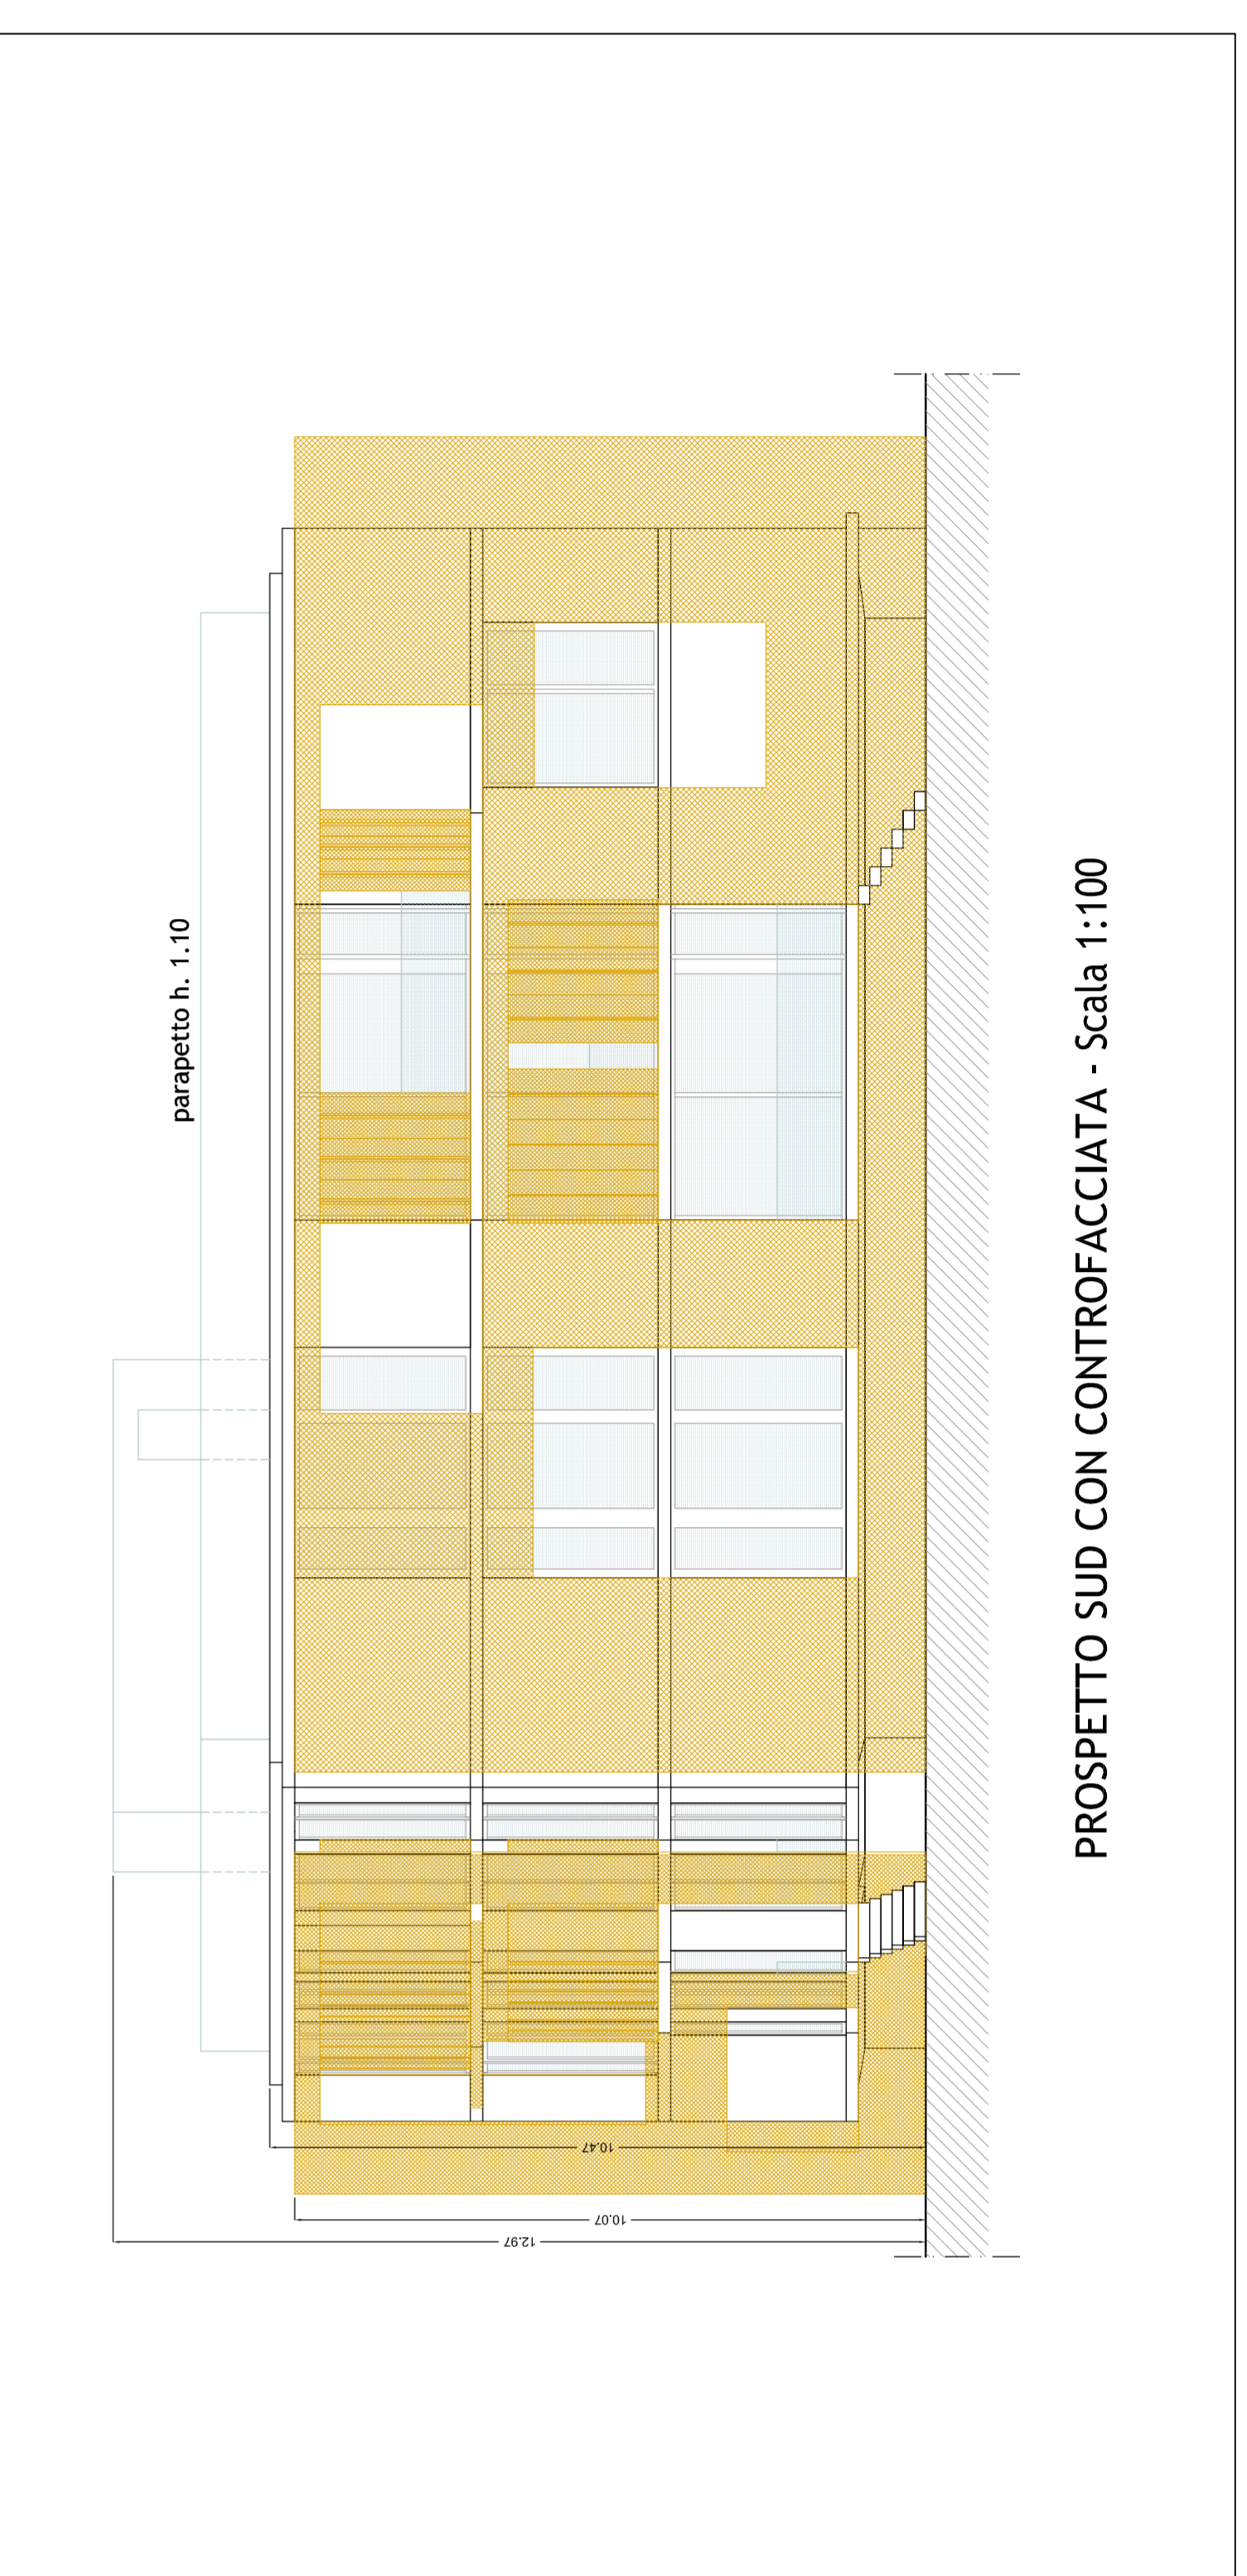 parapetto h. 1.10
10.47
10.07
12.97
PROSPETTO SUD CON CONTROFACCIATA - Scala 1:100